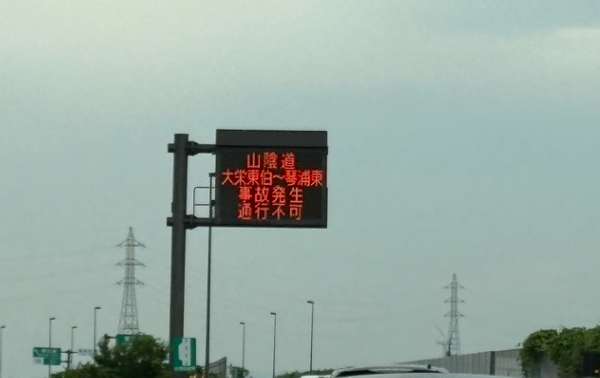 山陰道
大栄東伯～琴浦東
事故発生
通行不可